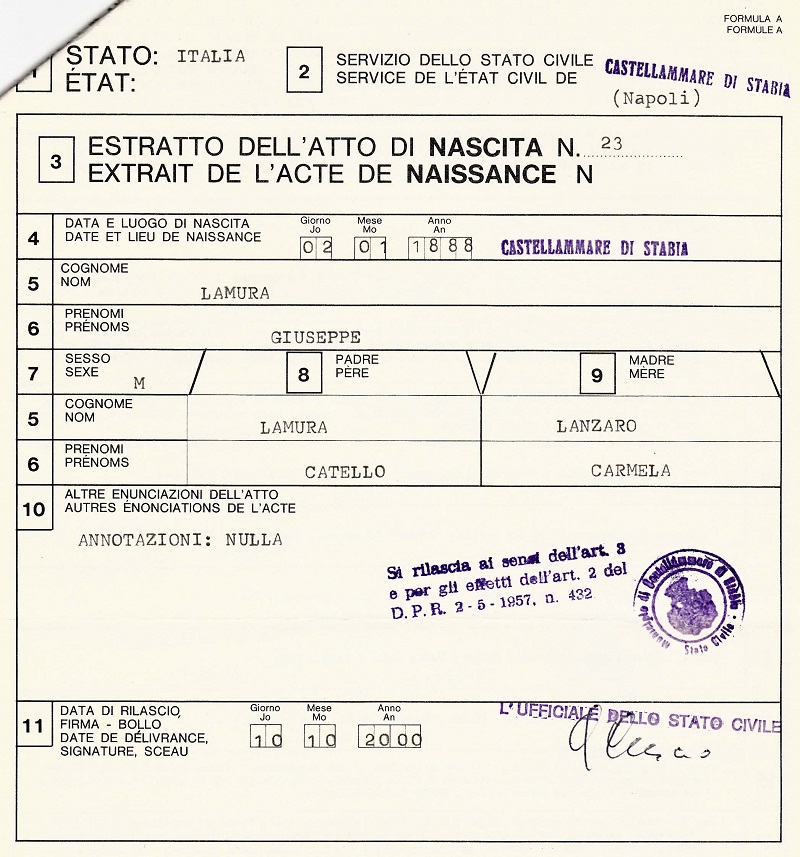 FORMULA A
FORMULE A
1 STATO: ITALIA
ÉTAT:
2 SERVIZIO DELLO STATO CIVILE
SERVICE DE L'ÉTAT CIVIL DE
CASTELLAMMARE DI STABIA
(Napoli)
3 ESTRATTO DELL'ATTO DI NASCITA N. 23
EXTRAIT DE L'ACTE DE NAISSANCE N
4 DATA E LUOGO DI NASCITA
DATE ET LIEU DE NAISSANCE
Giorno Mese Anno
Jo Mo An
02 01 1888 CASTELLAMMARE DI STABIA
5 COGNOME
NOM
LAMURA
6 PRENOMI
PRÉNOMS
GIUSEPPE
7 SESSO
SEXE
M
8 PADRE
PÈRE
9 MADRE
MÈRE
5 COGNOME
NOM
LAMURA LANZARO
6 PRENOMI
PRÉNOMS
CATELLO CARMELA
10 ALTRE ENUNCIAZIONI DELL'ATTO
AUTRES ÉNONCIATIONS DE L'ACTE
ANNOTAZIONI: NULLA
Si rilascia ai sensi dell'art. 3
e per gli effetti dell'art. 2 del
D.P.R. 2-5-1957, n. 432
di Castellammare di Stabia
Stato Civile
11 DATA DI RILASCIO,
FIRMA - BOLLO
DATE DE DÉLIVRANCE,
SIGNATURE, SCEAU
Giorno Mese Anno
Jo Mo An
10 10 2000
L'UFFICIALE DELLO STATO CIVILE